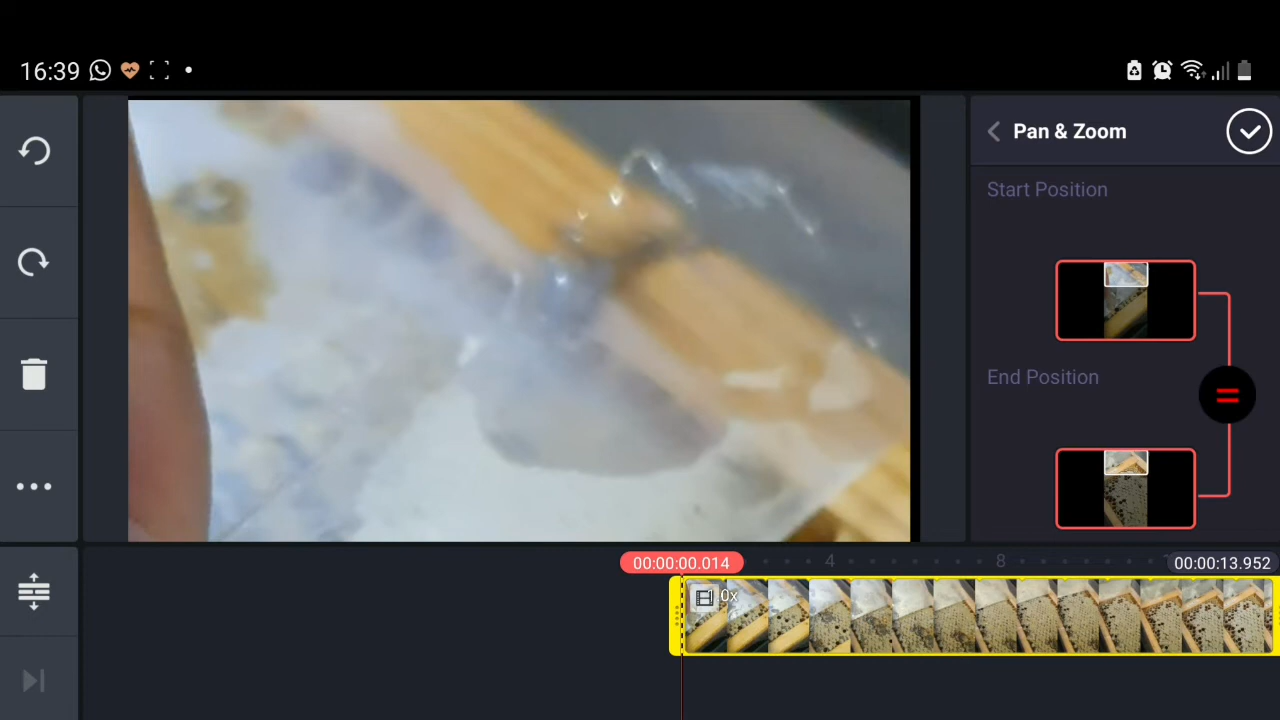 16:39
Pan & Zoom
Start Position
End Position
00:00:00.014
4
8
00:00:13.952
1.0x